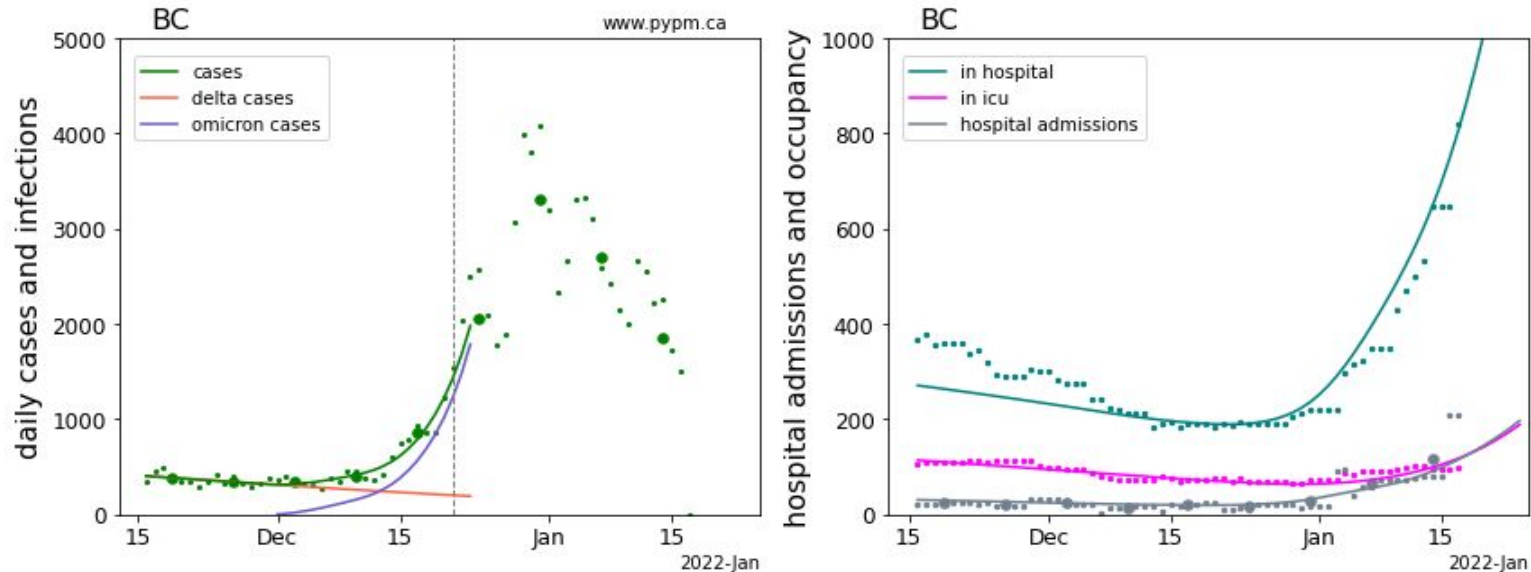 BC
www.pypm.ca
5000
4000
3000
2000
1000
0
daily cases and infections
cases
delta cases
omicron cases
15
Dec
15
Jan
15
2022-Jan
BC
1000
800
600
400
200
0
hospital admissions and occupancy
in hospital
in icu
hospital admissions
15
Dec
15
Jan
15
2022-Jan